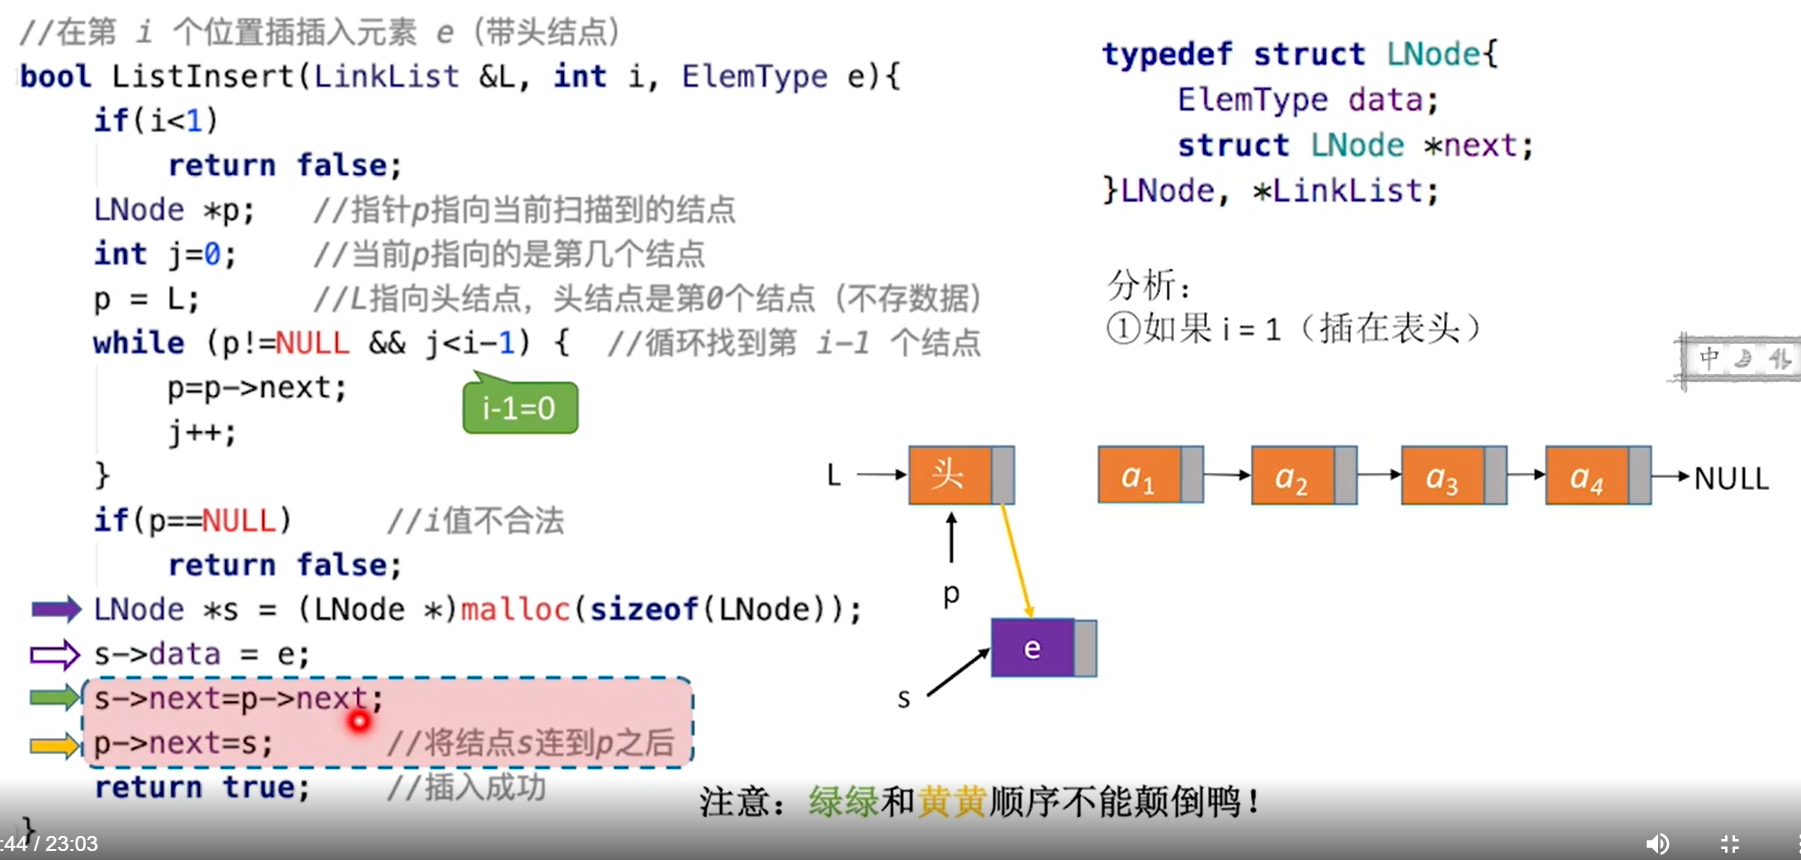 //在第 i 个位置插插入元素 e（带头结点）
bool ListInsert(LinkList &L, int i, ElemType e){
if(i<1)
return false;
LNode *p; //指针p指向当前扫描到的结点
int j=0; //当前p指向的是第几个结点
p = L; //L指向头结点，头结点是第0个结点（不存数据）
while (p!=NULL && j<i-1) { //循环找到第 i-1 个结点
p=p->next;
i-1=0
j++;
}
if(p==NULL) //i值不合法
return false;
LNode *s = (LNode *)malloc(sizeof(LNode));
s->data = e;
s->next=p->next;
p->next=s; //将结点s连到p之后
return true; //插入成功
}
typedef struct LNode{
ElemType data;
struct LNode *next;
}LNode, *LinkList;
分析：
①如果 i = 1（插在表头）
中
L 头 a1 a2 a3 a4 NULL
p
e
s
注意：绿绿和黄黄顺序不能颠倒鸭！
:44 / 23:03